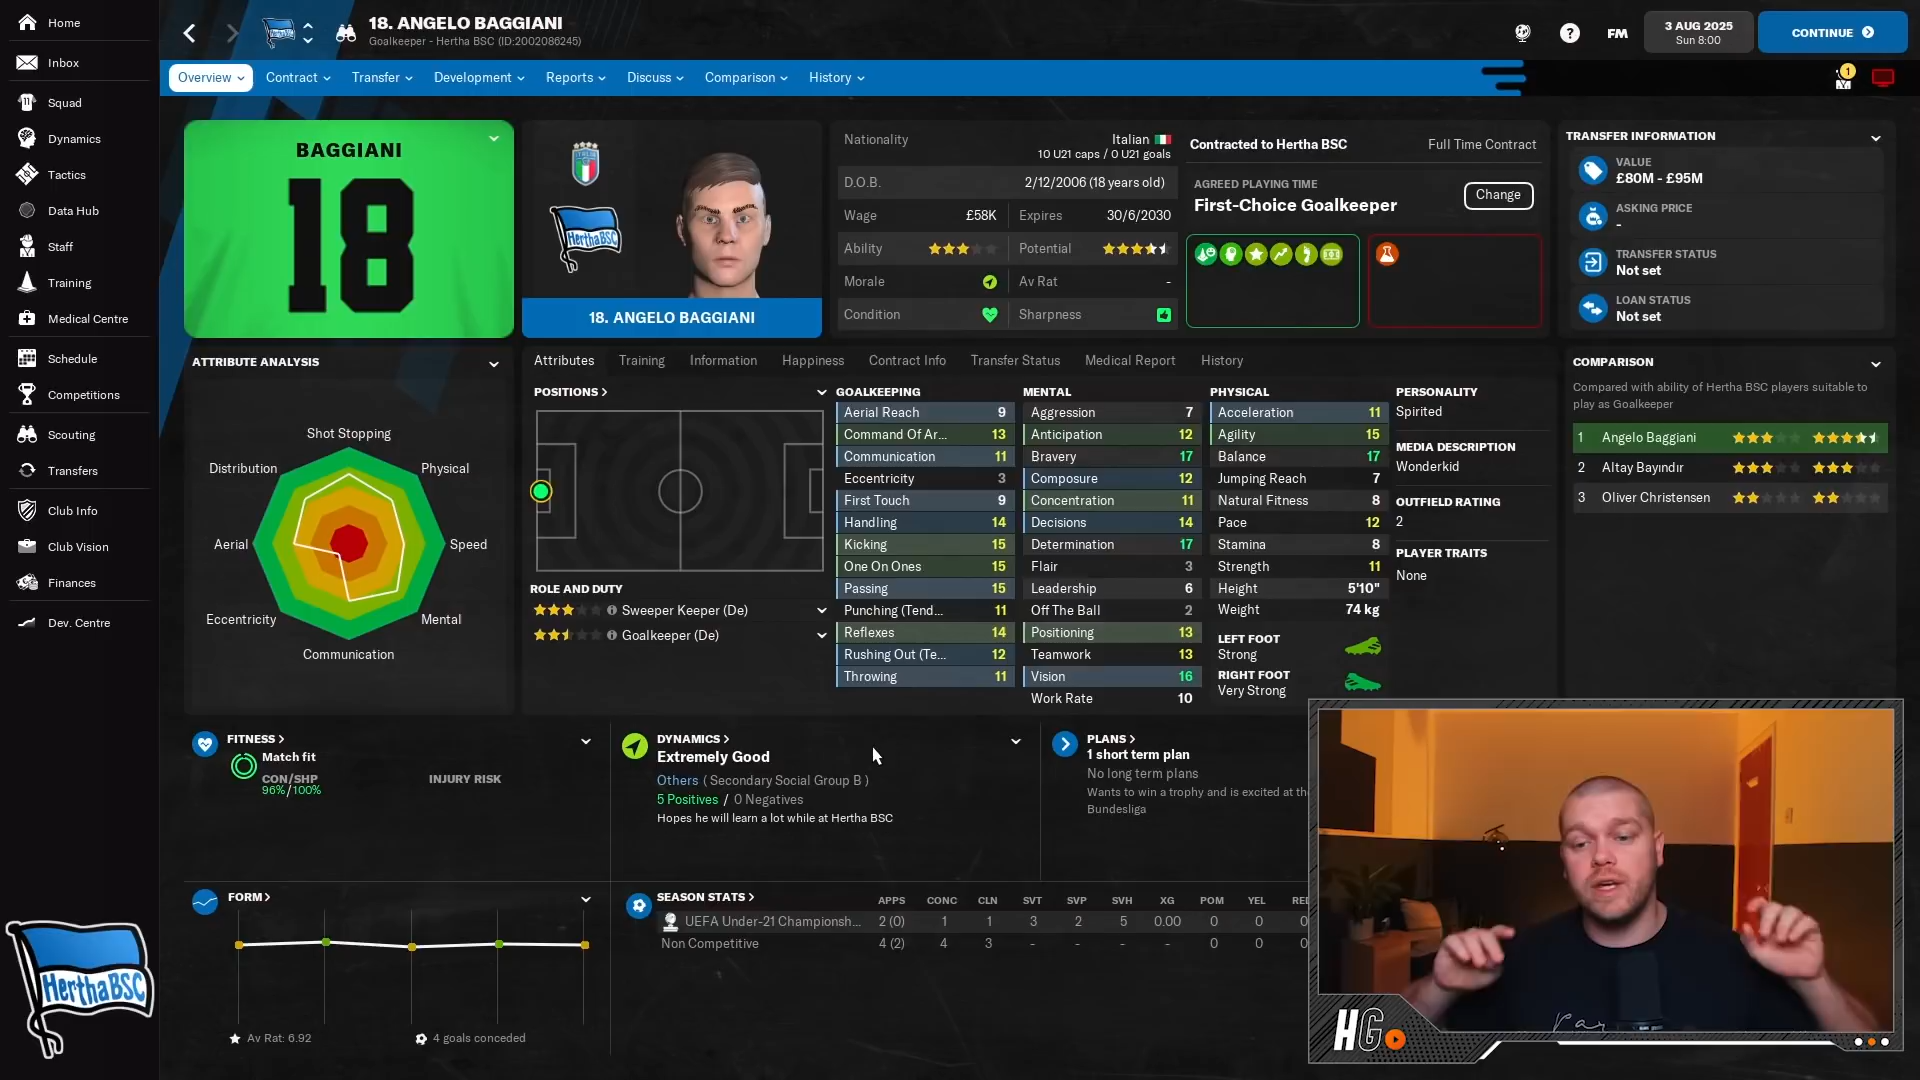 Home
Inbox
Squad
Dynamics
Tactics
Data Hub
Staff
Training
Medical Centre
Schedule
Competitions
Scouting
Transfers
Club Info
Club Vision
Finances
Dev. Centre
HerthaBSC
18. ANGELO BAGGIANI
Goalkeeper - Hertha BSC (ID:2002086245)
FM
3 AUG 2025
Sun 8:00
CONTINUE
Overview
Contract
Transfer
Development
Reports
Discuss
Comparison
History
1
BAGGIANI
18
ITALIA
HerthaBSC
18. ANGELO BAGGIANI
Nationality Italian
10 U21 caps / 0 U21 goals
D.O.B. 2/12/2006 (18 years old)
Wage £58K Expires 30/6/2030
Ability Potential
Morale Av Rat -
Condition Sharpness
Contracted to Hertha BSC Full Time Contract
AGREED PLAYING TIME
First-Choice Goalkeeper
Change
TRANSFER INFORMATION
VALUE
£80M - £95M
ASKING PRICE
-
TRANSFER STATUS
Not set
LOAN STATUS
Not set
ATTRIBUTE ANALYSIS
Shot Stopping
Physical
Speed
Mental
Communication
Eccentricity
Aerial
Distribution
Attributes Training Information Happiness Contract Info Transfer Status Medical Report History
POSITIONS
ROLE AND DUTY
Sweeper Keeper (De)
Goalkeeper (De)
GOALKEEPING
Aerial Reach 9
Command Of Ar... 13
Communication 11
Eccentricity 3
First Touch 9
Handling 14
Kicking 15
One On Ones 15
Passing 15
Punching (Tend... 11
Reflexes 14
Rushing Out (Te... 12
Throwing 11
MENTAL
Aggression 7
Anticipation 12
Bravery 17
Composure 12
Concentration 11
Decisions 14
Determination 17
Flair 3
Leadership 6
Off The Ball 2
Positioning 13
Teamwork 13
Vision 16
Work Rate 10
PHYSICAL
Acceleration 11
Agility 15
Balance 17
Jumping Reach 7
Natural Fitness 8
Pace 12
Stamina 8
Strength 11
Height 5'10"
Weight 74 kg
LEFT FOOT
Strong
RIGHT FOOT
Very Strong
PERSONALITY
Spirited
MEDIA DESCRIPTION
Wonderkid
OUTFIELD RATING
2
PLAYER TRAITS
None
COMPARISON
Compared with ability of Hertha BSC players suitable to
play as Goalkeeper
1 Angelo Baggiani
2 Altay Bayındır
3 Oliver Christensen
FITNESS
Match fit
CON/SHP
96%/100%
INJURY RISK
DYNAMICS
Extremely Good
Others ( Secondary Social Group B )
5 Positives / 0 Negatives
Hopes he will learn a lot while at Hertha BSC
PLANS
1 short term plan
No long term plans
Wants to win a trophy and is excited at the
Bundesliga
FORM
Av Rat: 6.92
4 goals conceded
SEASON STATS APPS CONC CLN SVT SVP SVH XG POM YEL RED
UEFA Under-21 Championsh... 2 (0) 1 1 3 2 5 0.00 0 0 0
Non Competitive 4 (2) 4 3 - - - - 0 0 0
HG